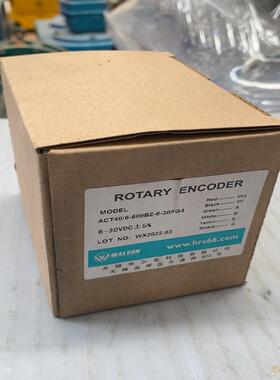 ROTARY ENCODER
MODEL
ACT40/6-600BZ-8-30FG4
8-30VDC±5%
LOT NO: WX2022.03
Red Vcc
Black 0V
Green A
White B
Yellow Z
Shield G
WALSON
www.hrs66.com